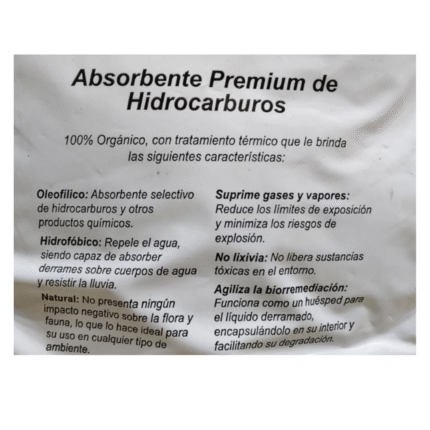 Absorbente Premium de
Hidrocarburos
100% Orgánico, con tratamiento térmico que le brinda
las siguientes características:
Oleofílico: Absorbente selectivo
de hidrocarburos y otros
productos químicos.
Hidrofóbico: Repele el agua,
siendo capaz de absorber
derrames sobre cuerpos de agua
y resistir la lluvia.
Natural: No presenta ningún
impacto negativo sobre la flora y
fauna, lo que lo hace ideal para
su uso en cualquier tipo de
ambiente.
Suprime gases y vapores:
Reduce los límites de exposición
y minimiza los riesgos de
explosión.
No lixivia: No libera sustancias
tóxicas en el entorno.
Agiliza la biorremediación:
Funciona como un huésped para
el líquido derramado,
encapsulándolo en su interior y
facilitando su degradación.